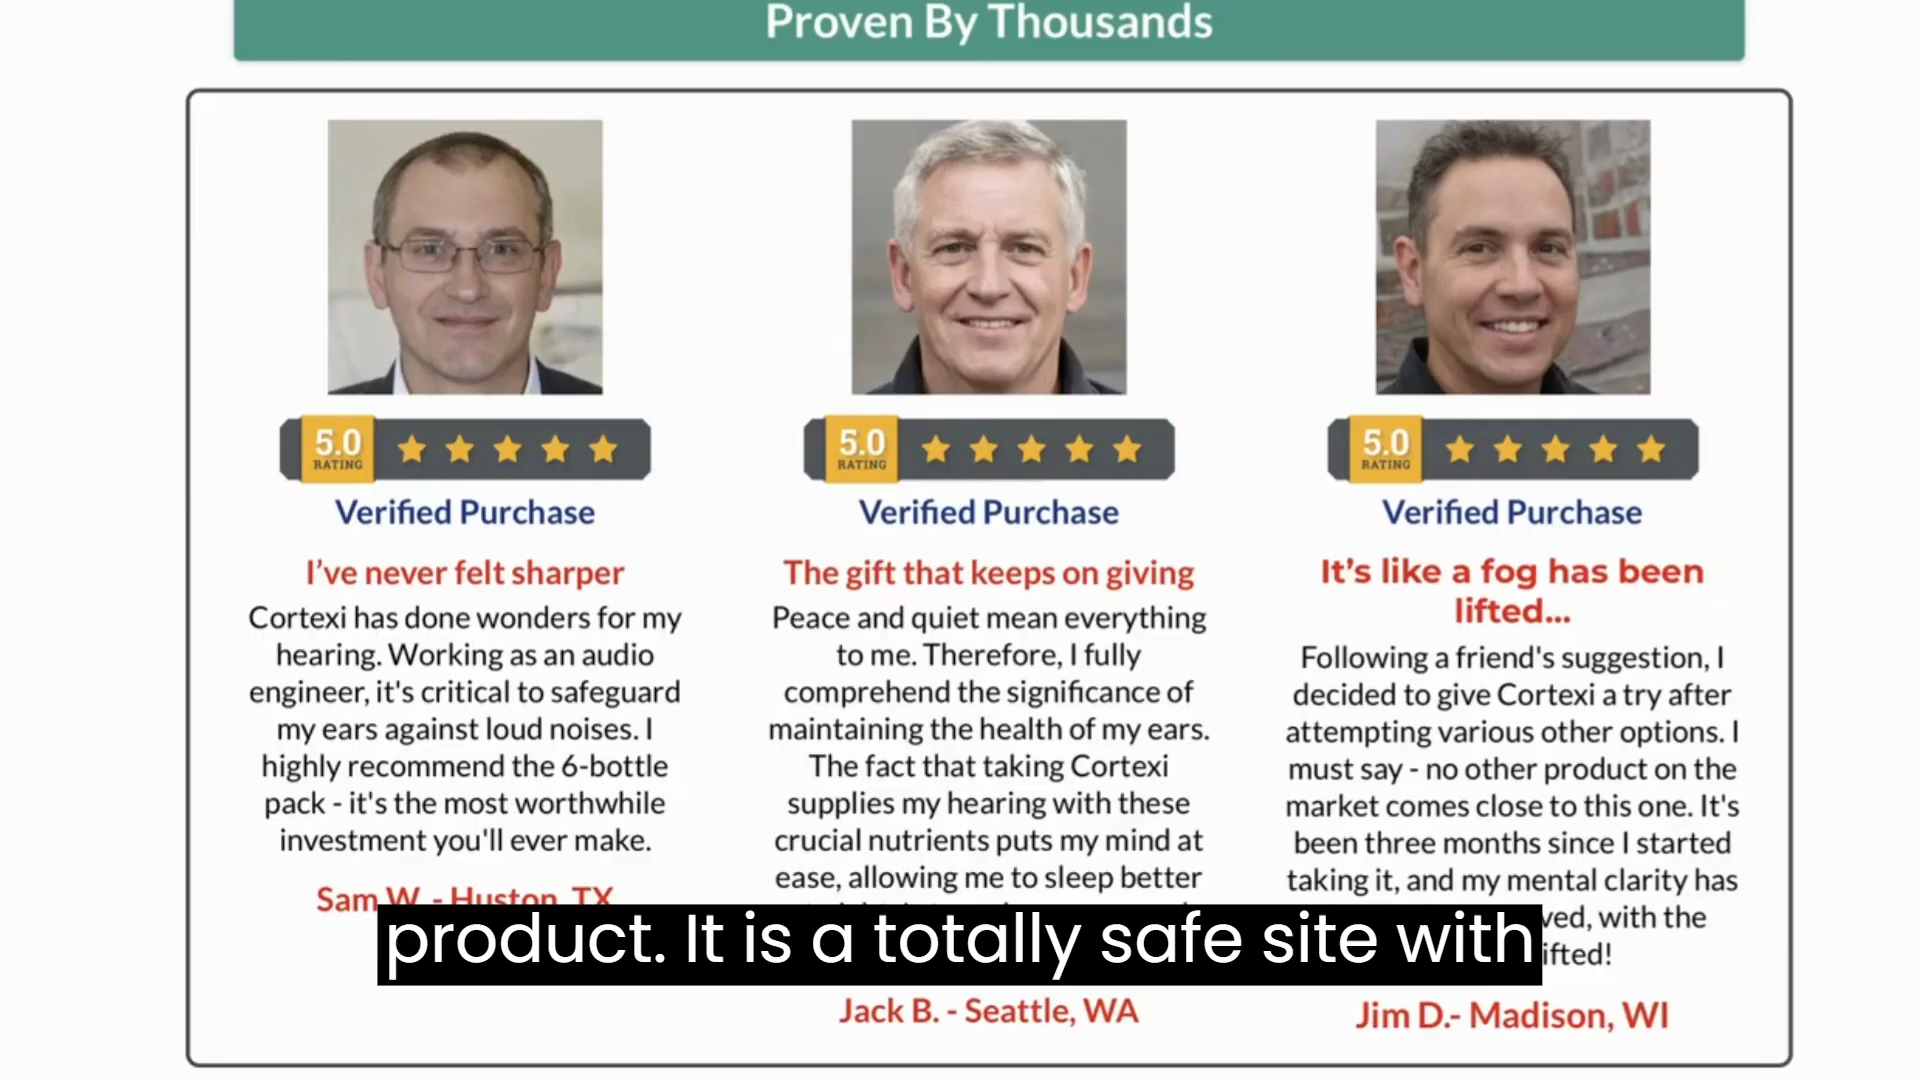 Proven By Thousands
5.0
RATING
Verified Purchase
I've never felt sharper
Cortexi has done wonders for my
hearing. Working as an audio
engineer, it's critical to safeguard
my ears against loud noises. I
highly recommend the 6-bottle
pack - it's the most worthwhile
investment you'll ever make.
Sam W. - Huston, TX
5.0
RATING
Verified Purchase
The gift that keeps on giving
Peace and quiet mean everything
to me. Therefore, I fully
comprehend the significance of
maintaining the health of my ears.
The fact that taking Cortexi
supplies my hearing with these
crucial nutrients puts my mind at
ease, allowing me to sleep better
Jack B. - Seattle, WA
5.0
RATING
Verified Purchase
It's like a fog has been
lifted...
Following a friend's suggestion, I
decided to give Cortexi a try after
attempting various other options. I
must say - no other product on the
market comes close to this one. It's
been three months since I started
taking it, and my mental clarity has
with the
Jim D.- Madison, WI
product. It is a totally safe site with